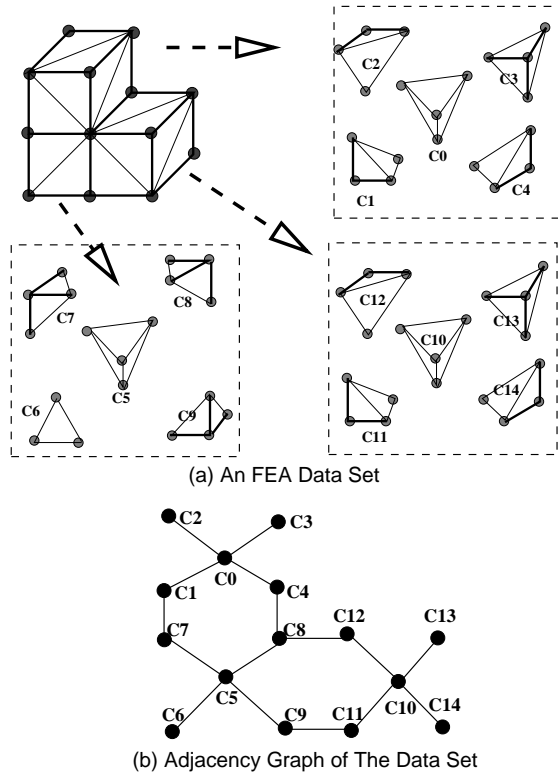 C2
C3
C0
C1
C4
C7
C8
C5
C6
C9
C12
C13
C10
C11
C14
(a) An FEA Data Set
C2
C3
C0
C1
C4
C7
C8
C12
C13
C5
C10
C6
C9
C11
C14
(b) Adjacency Graph of The Data Set